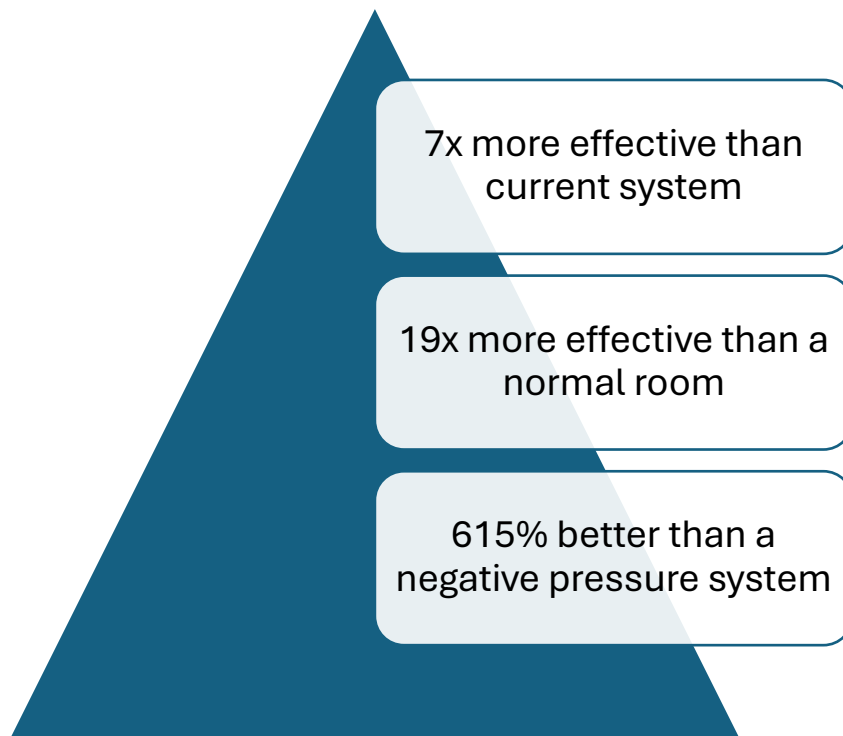 7x more effective than
current system
19x more effective than a
normal room
615% better than a
negative pressure system